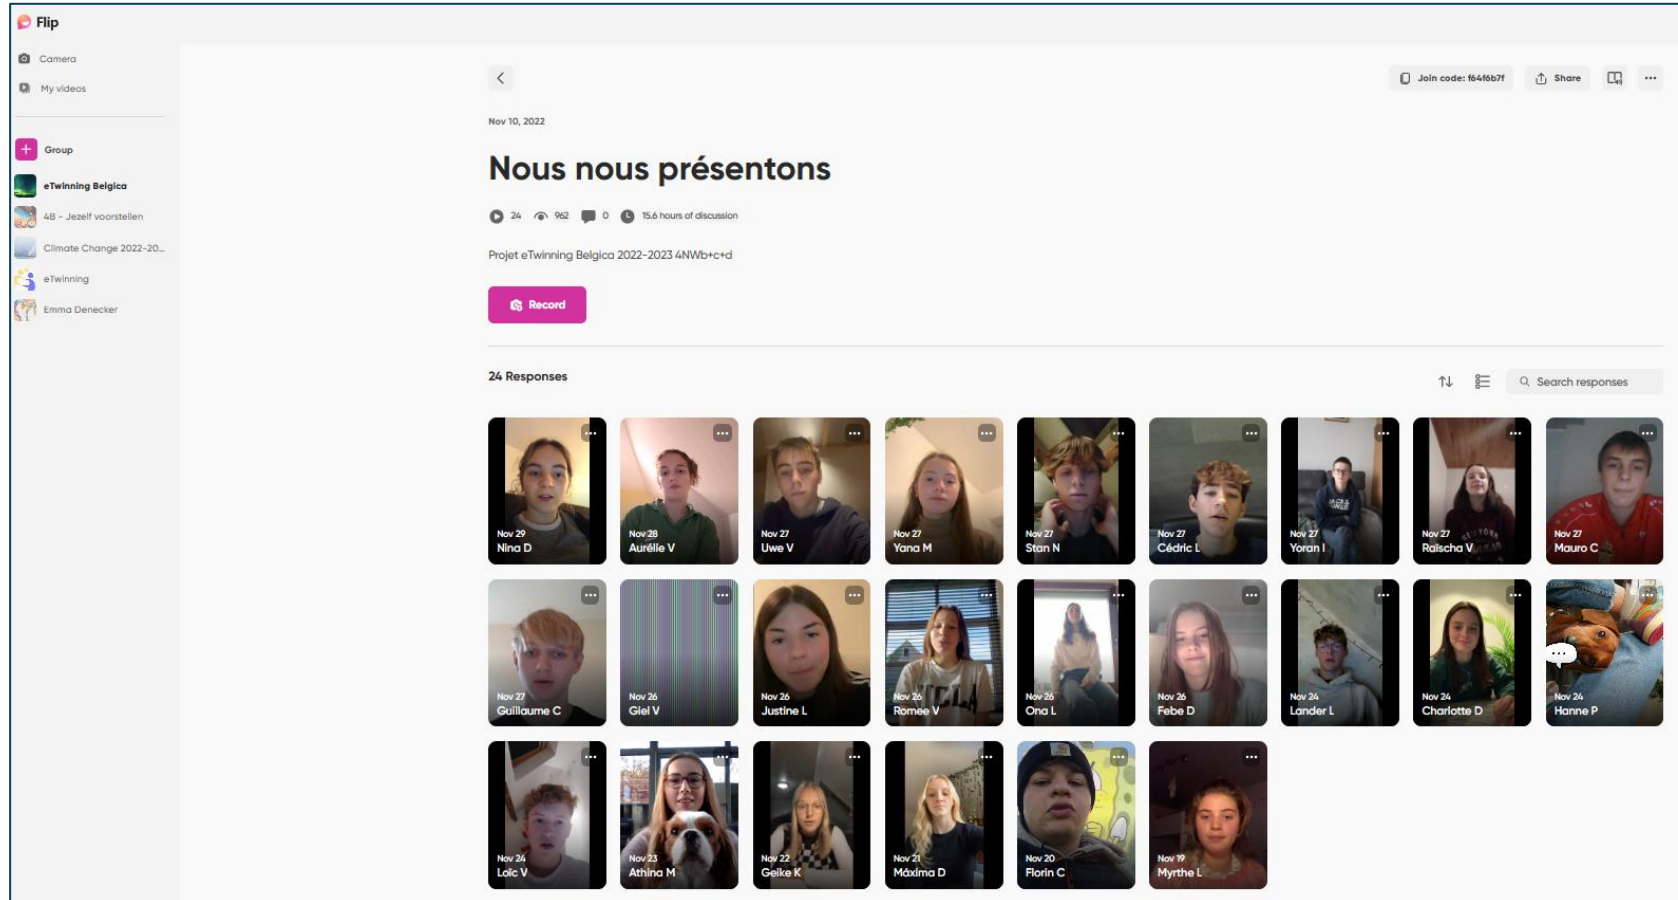 Flip
Camera
My videos
Group
eTwinning Belgica
4B - Jezelf voorstellen
Climate Change 2022-20...
eTwinning
Emma Denecker
Join code: f64f6b7f
Share
Nov 10, 2022
Nous nous présentons
24 962 0 15.6 hours of discussion
Projet eTwinning Belgica 2022-2023 4NWb+c+d
Record
24 Responses
Search responses
Nov 29
Nina D
Nov 28
Aurélie V
Nov 27
Uwe V
Nov 27
Yana M
Nov 27
Stan N
Nov 27
Cédric L
Nov 27
Yoran I
Nov 27
Raïscha V
Nov 27
Mauro C
Nov 27
Guillaume C
Nov 26
Giel V
Nov 26
Justine L
Nov 26
Romee V
Nov 26
Ona L
Nov 26
Febe D
Nov 24
Lander L
Nov 24
Charlotte D
Nov 24
Hanne P
Nov 24
Loïc V
Nov 23
Athina M
Nov 22
Geike K
Nov 21
Máxima D
Nov 20
Florin C
Nov 19
Myrthe L